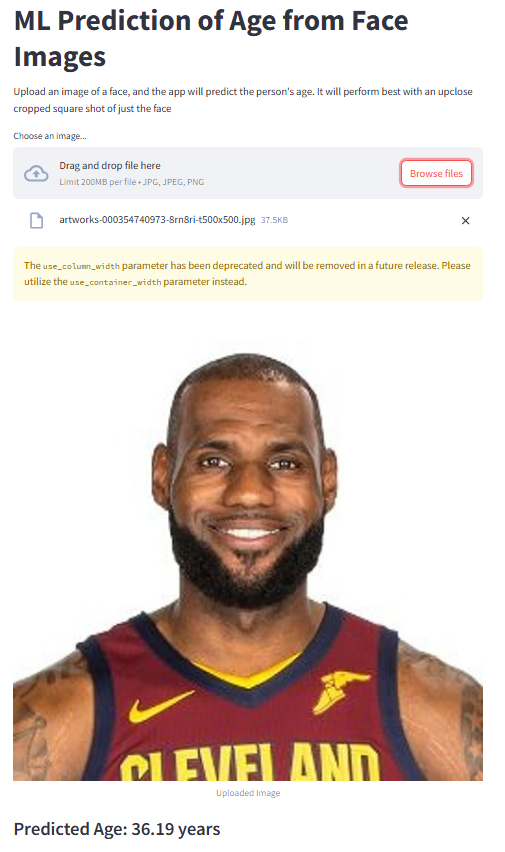 ML Prediction of Age from Face
Images
Upload an image of a face, and the app will predict the person's age. It will perform best with an upclose
cropped square shot of just the face
Choose an image...
Drag and drop file here
Limit 200MB per file • JPG, JPEG, PNG
Browse files
artworks-000354740973-8rn8ri-t500x500.jpg 37.5KB
The use_column_width parameter has been deprecated and will be removed in a future release. Please
utilize the use_container_width parameter instead.
CLEVELAND
Uploaded Image
Predicted Age: 36.19 years